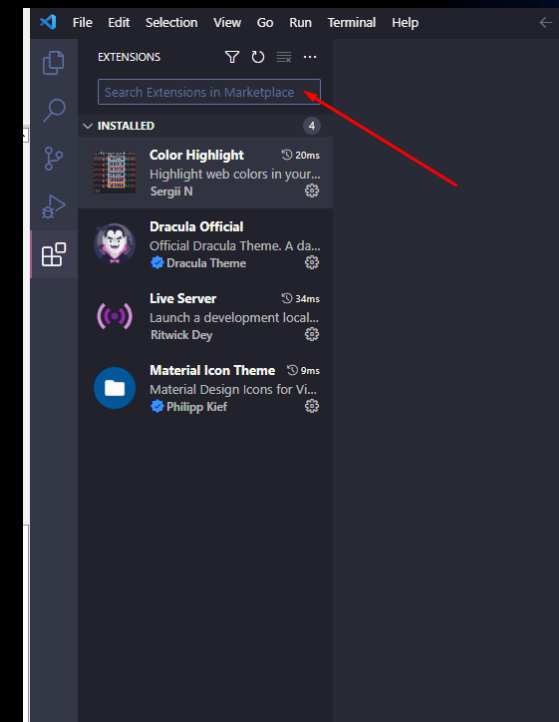 File Edit Selection View Go Run Terminal Help
EXTENSIONS
Search Extensions in Marketplace
INSTALLED 4
Color Highlight 20ms
Highlight web colors in your...
Sergii N
Dracula Official
Official Dracula Theme. A da...
Dracula Theme
Live Server 34ms
Launch a development local...
Ritwick Dey
Material Icon Theme 9ms
Material Design Icons for Vi...
Philipp Kief